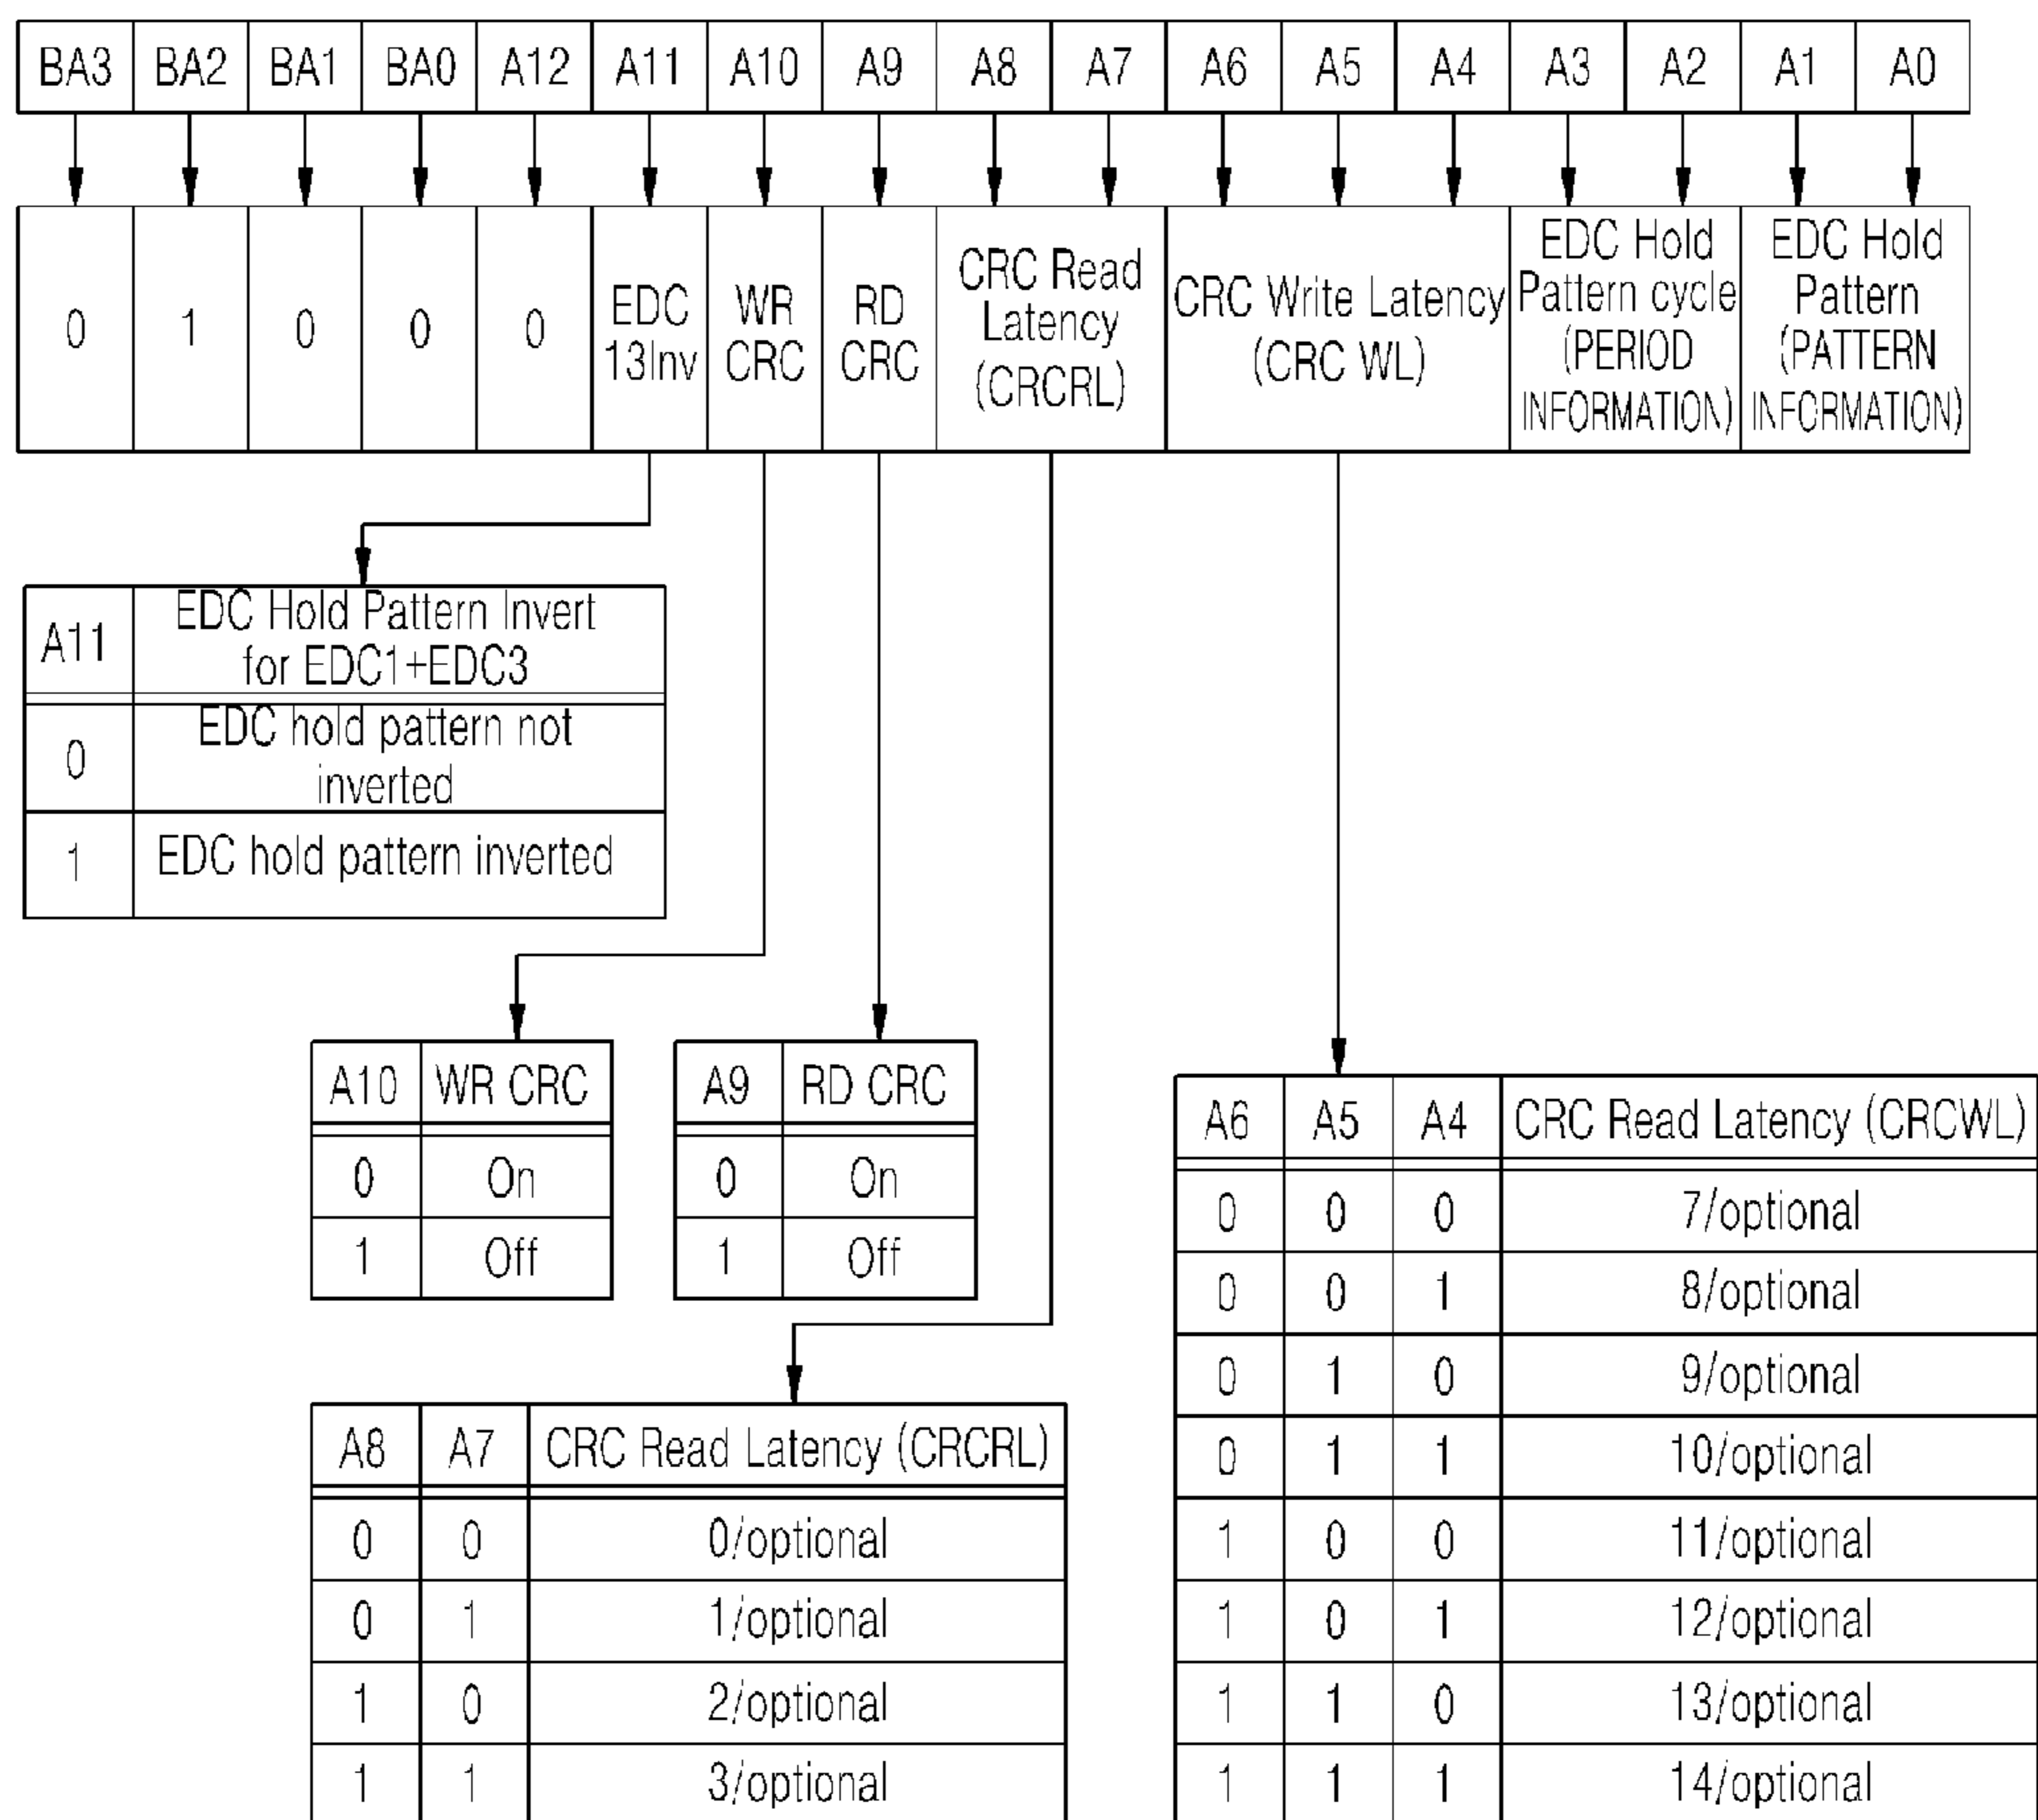 BA3 BA2 BA1 BA0 A12 A11 A10 A9 A8 A7 A6 A5 A4 A3 A2 A1 A0
0 1 0 0 0
EDC
13Inv
WR
CRC
RD
CRC
CRC Read
Latency
(CRCRL)
CRC Write Latency
(CRC WL)
EDC Hold
Pattern cycle
(PERIOD
INFORMATION)
EDC Hold
Pattern
(PATTERN
INFORMATION)
A11
EDC Hold Pattern Invert
for EDC1+EDC3
0
EDC hold pattern not
inverted
1 EDC hold pattern inverted
A10 WR CRC
0 On
1 Off
A9 RD CRC
0 On
1 Off
A8 A7 CRC Read Latency (CRCRL)
0 0 0/optional
0 1 1/optional
1 0 2/optional
1 1 3/optional
A6 A5 A4 CRC Read Latency (CRCWL)
0 0 0 7/optional
0 0 1 8/optional
0 1 0 9/optional
0 1 1 10/optional
1 0 0 11/optional
1 0 1 12/optional
1 1 0 13/optional
1 1 1 14/optional